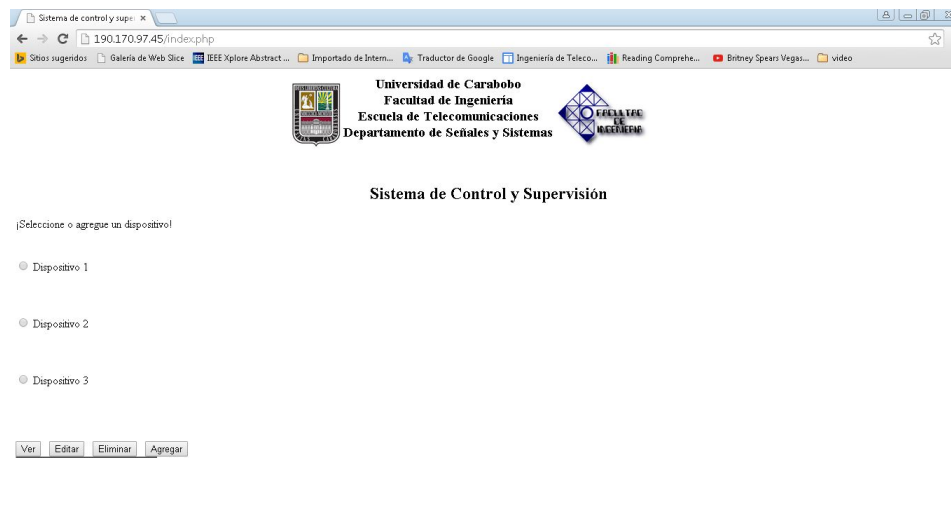 Sistema de control y super
190.170.97.45/index.php
Sitios sugeridos Galería de Web Slice IEEE Xplore Abstract ... Importado de Intern... Traductor de Google Ingeniería de Teleco... Reading Comprehe... Britney Spears Vegas... video
Universidad de Carabobo
Facultad de Ingeniería
Escuela de Telecomunicaciones
Departamento de Señales y Sistemas
FACULTAD
DE
INGENIERIA
Sistema de Control y Supervisión
¡Seleccione o agregue un dispositivo!
Dispositivo 1
Dispositivo 2
Dispositivo 3
Ver Editar Eliminar Agregar